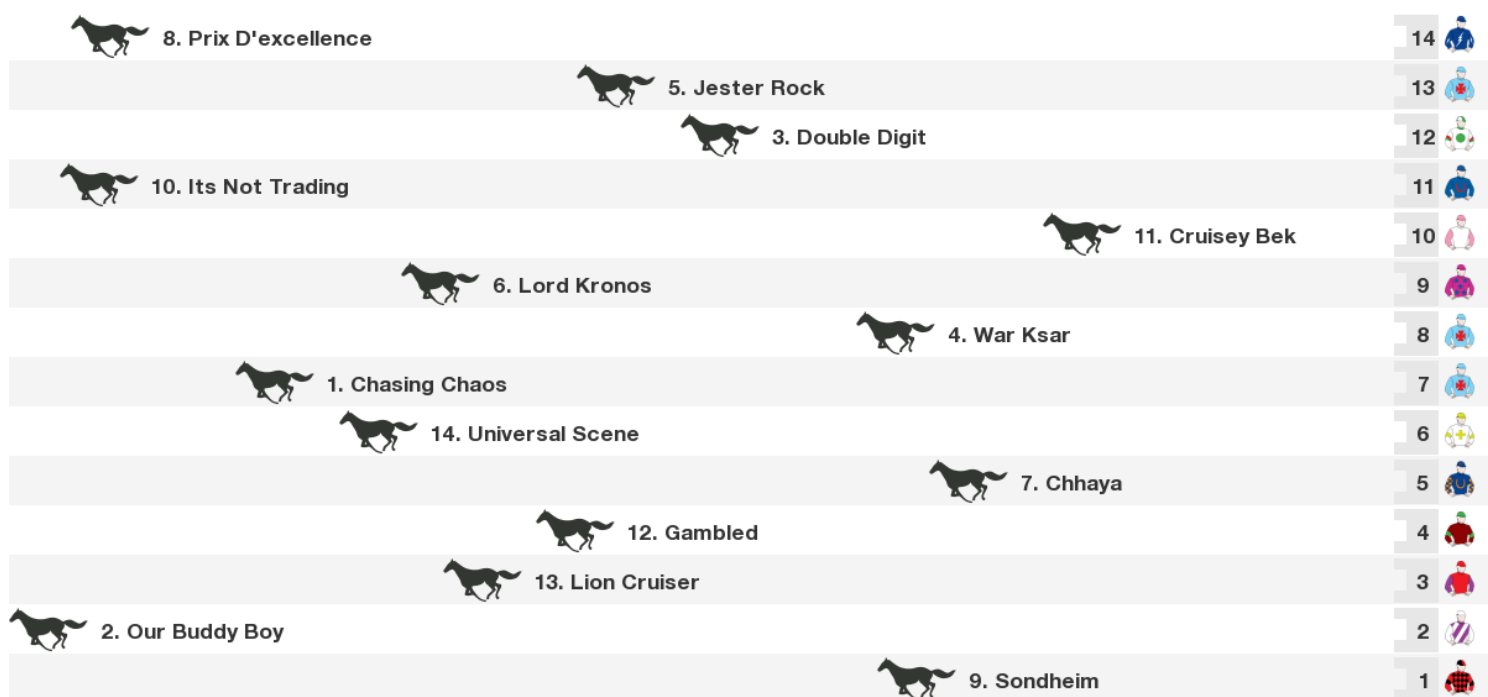 8. Prix D'excellence 14
5. Jester Rock 13
3. Double Digit 12
10. Its Not Trading 11
11. Cruisey Bek 10
6. Lord Kronos 9
4. War Ksar 8
1. Chasing Chaos 7
14. Universal Scene 6
7. Chhaya 5
12. Gambled 4
13. Lion Cruiser 3
2. Our Buddy Boy 2
9. Sondheim 1